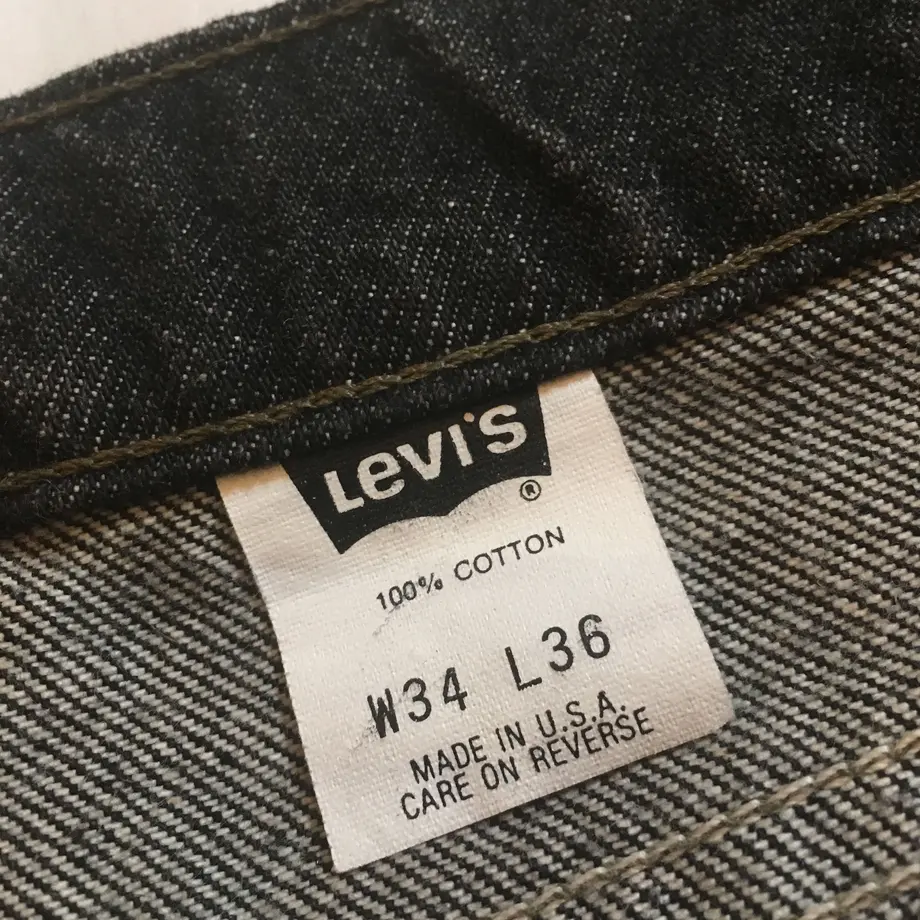 LEVI'S
®
100% COTTON
W34 L36
MADE IN U.S.A.
CARE ON REVERSE